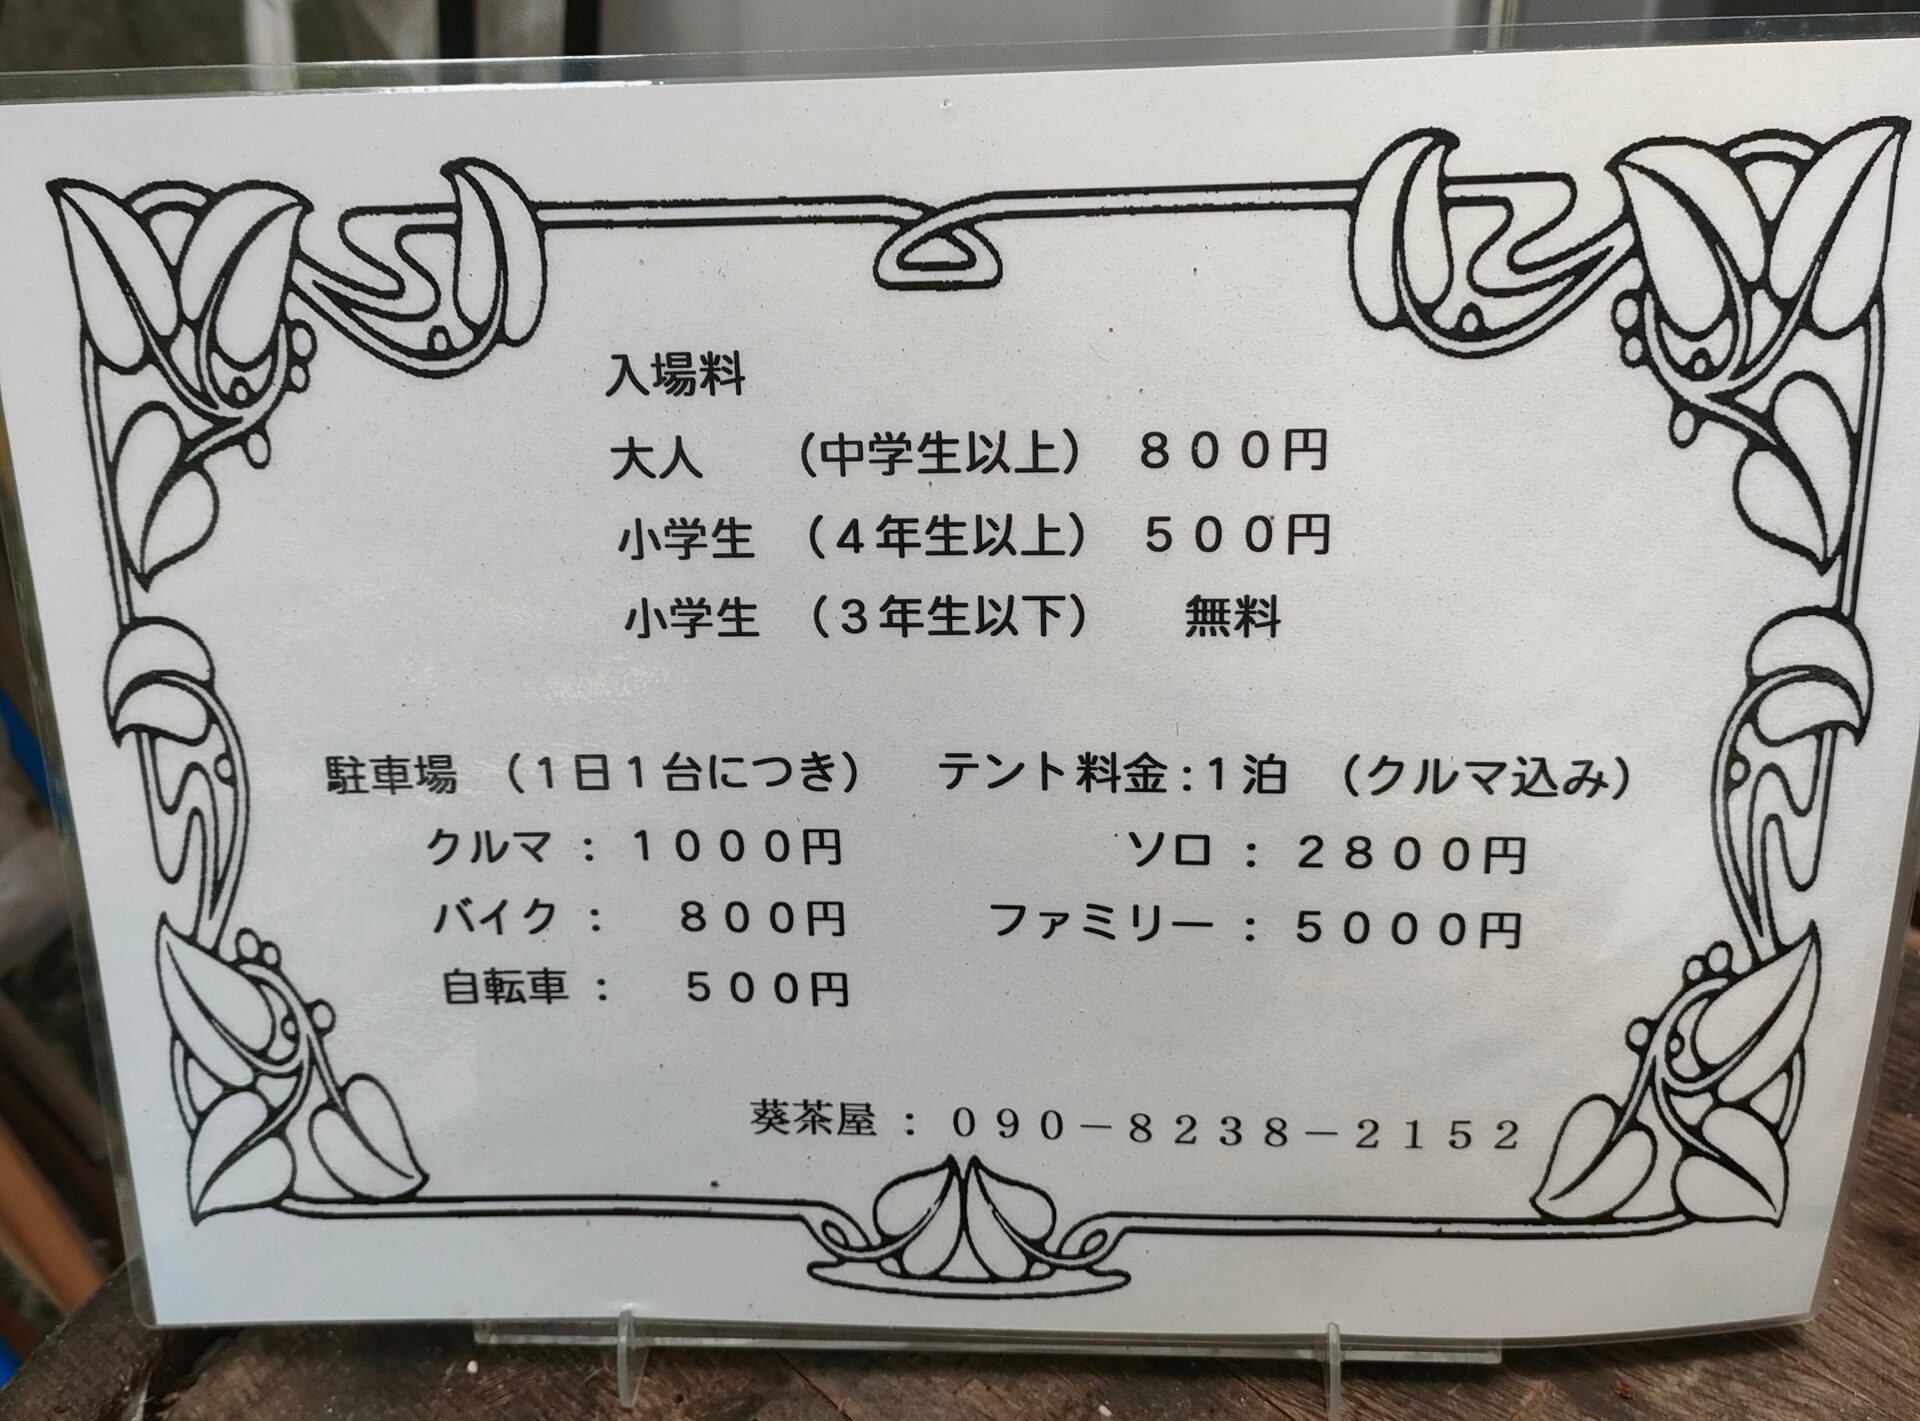 入場料
大人 （中学生以上） ８００円
小学生 （４年生以上） ５００円
小学生 （３年生以下） 無料
駐車場 （１日１台につき）
クルマ ： １０００円
バイク ： ８００円
自転車 ： ５００円
テント料金：１泊 （クルマ込み）
ソロ ： ２８００円
ファミリー ： ５０００円
葵茶屋 ： ０９０－８２３８－２１５２